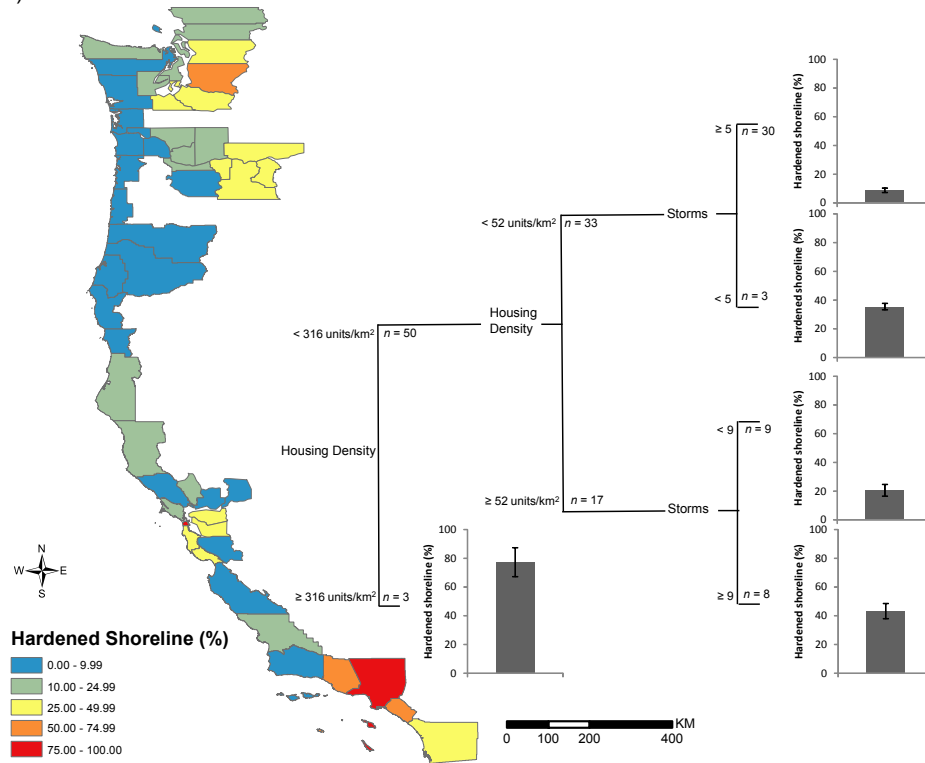 )
N
W E
S
Hardened Shoreline (%)
0.00 - 9.99
10.00 - 24.99
25.00 - 49.99
50.00 - 74.99
75.00 - 100.00
0 100 200 400
KM
Housing Density
< 316 units/km²
n = 50
≥ 316 units/km²
n = 3
Housing
Density
< 52 units/km²
n = 33
≥ 52 units/km²
n = 17
Storms
≥ 5
n = 30
< 5
n = 3
Storms
< 9
n = 9
≥ 9
n = 8
Hardened shoreline (%)
100
80
60
40
20
0
Hardened shoreline (%)
100
80
60
40
20
0
Hardened shoreline (%)
100
80
60
40
20
0
Hardened shoreline (%)
100
80
60
40
20
0
Hardened shoreline (%)
100
80
60
40
20
0